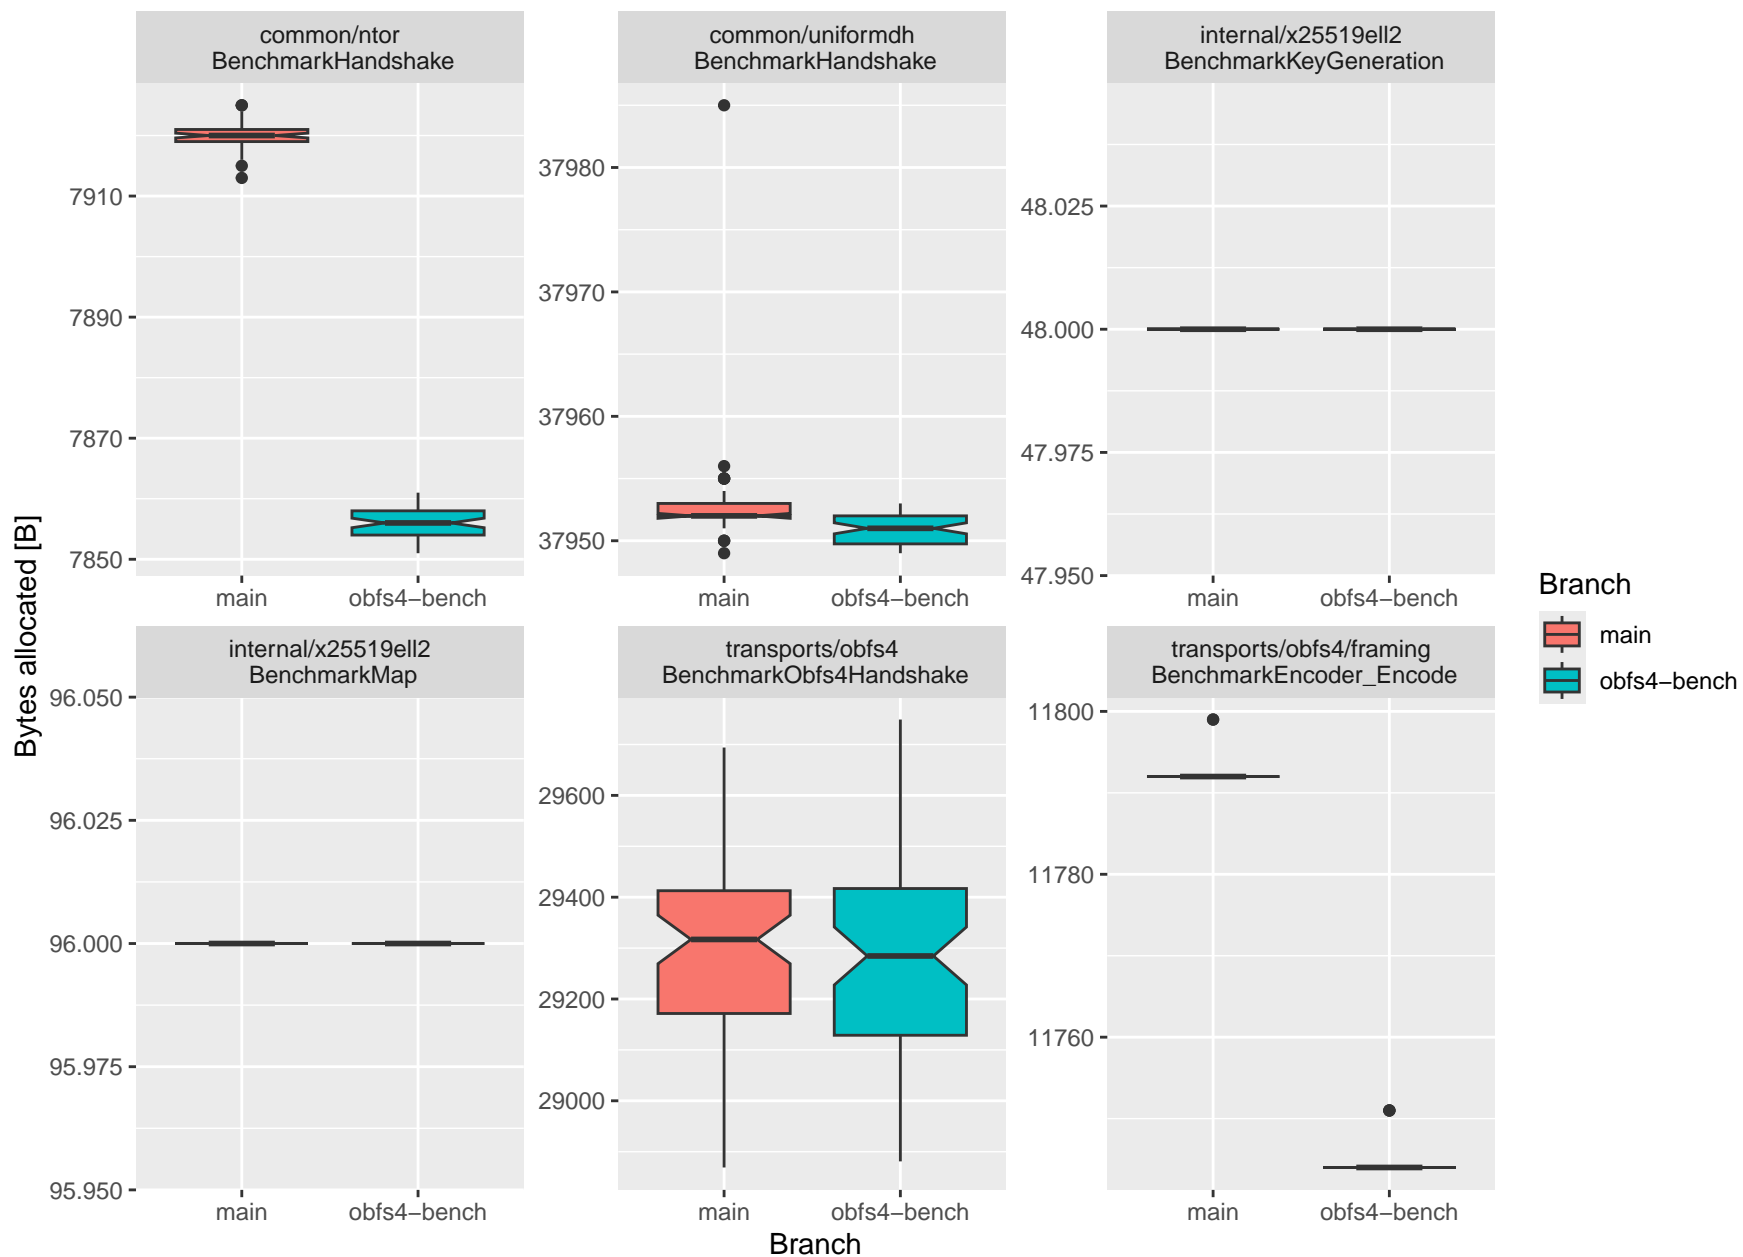 common/ntor
BenchmarkHandshake
common/uniformdh
BenchmarkHandshake
internal/x25519ell2
BenchmarkKeyGeneration
7910
7890
7870
7850
37980
37970
37960
37950
48.025
48.000
47.975
47.950
main
obfs4−bench
main
obfs4−bench
main
obfs4−bench
internal/x25519ell2
BenchmarkMap
transports/obfs4
BenchmarkObfs4Handshake
transports/obfs4/framing
BenchmarkEncoder_Encode
96.050
96.025
96.000
95.975
95.950
29600
29400
29200
29000
11800
11780
11760
main
obfs4−bench
main
obfs4−bench
main
obfs4−bench
Branch
Bytes allocated [B]
Branch
main
obfs4−bench